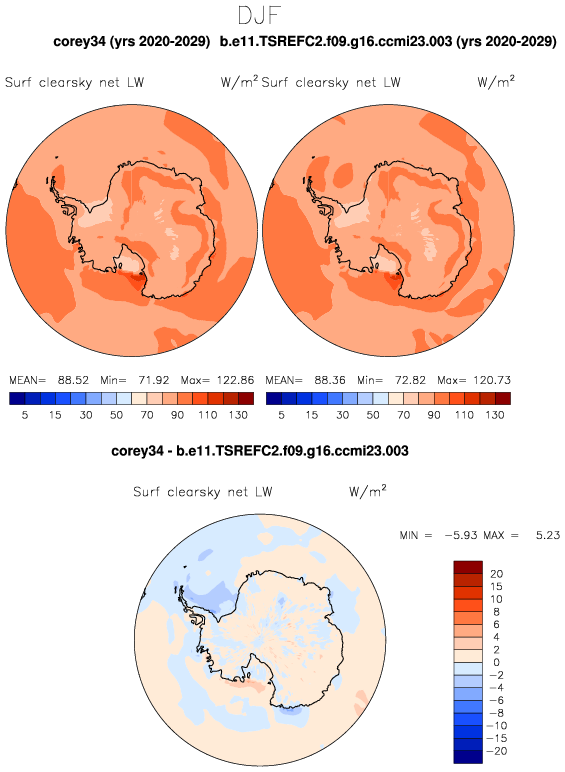 DJF
corey34 (yrs 2020-2029) b.e11.TSREFC2.f09.g16.ccmi23.003 (yrs 2020-2029)
Surf clearsky net LW W/m² Surf clearsky net LW W/m²
MEAN= 88.52 Min= 71.92 Max= 122.86 MEAN= 88.36 Min= 72.82 Max= 120.73
5 15 30 50 70 90 110 130 5 15 30 50 70 90 110 130
corey34 - b.e11.TSREFC2.f09.g16.ccmi23.003
Surf clearsky net LW W/m²
MIN = -5.93 MAX = 5.23
20
15
10
8
6
4
2
0
-2
-4
-6
-8
-10
-15
-20